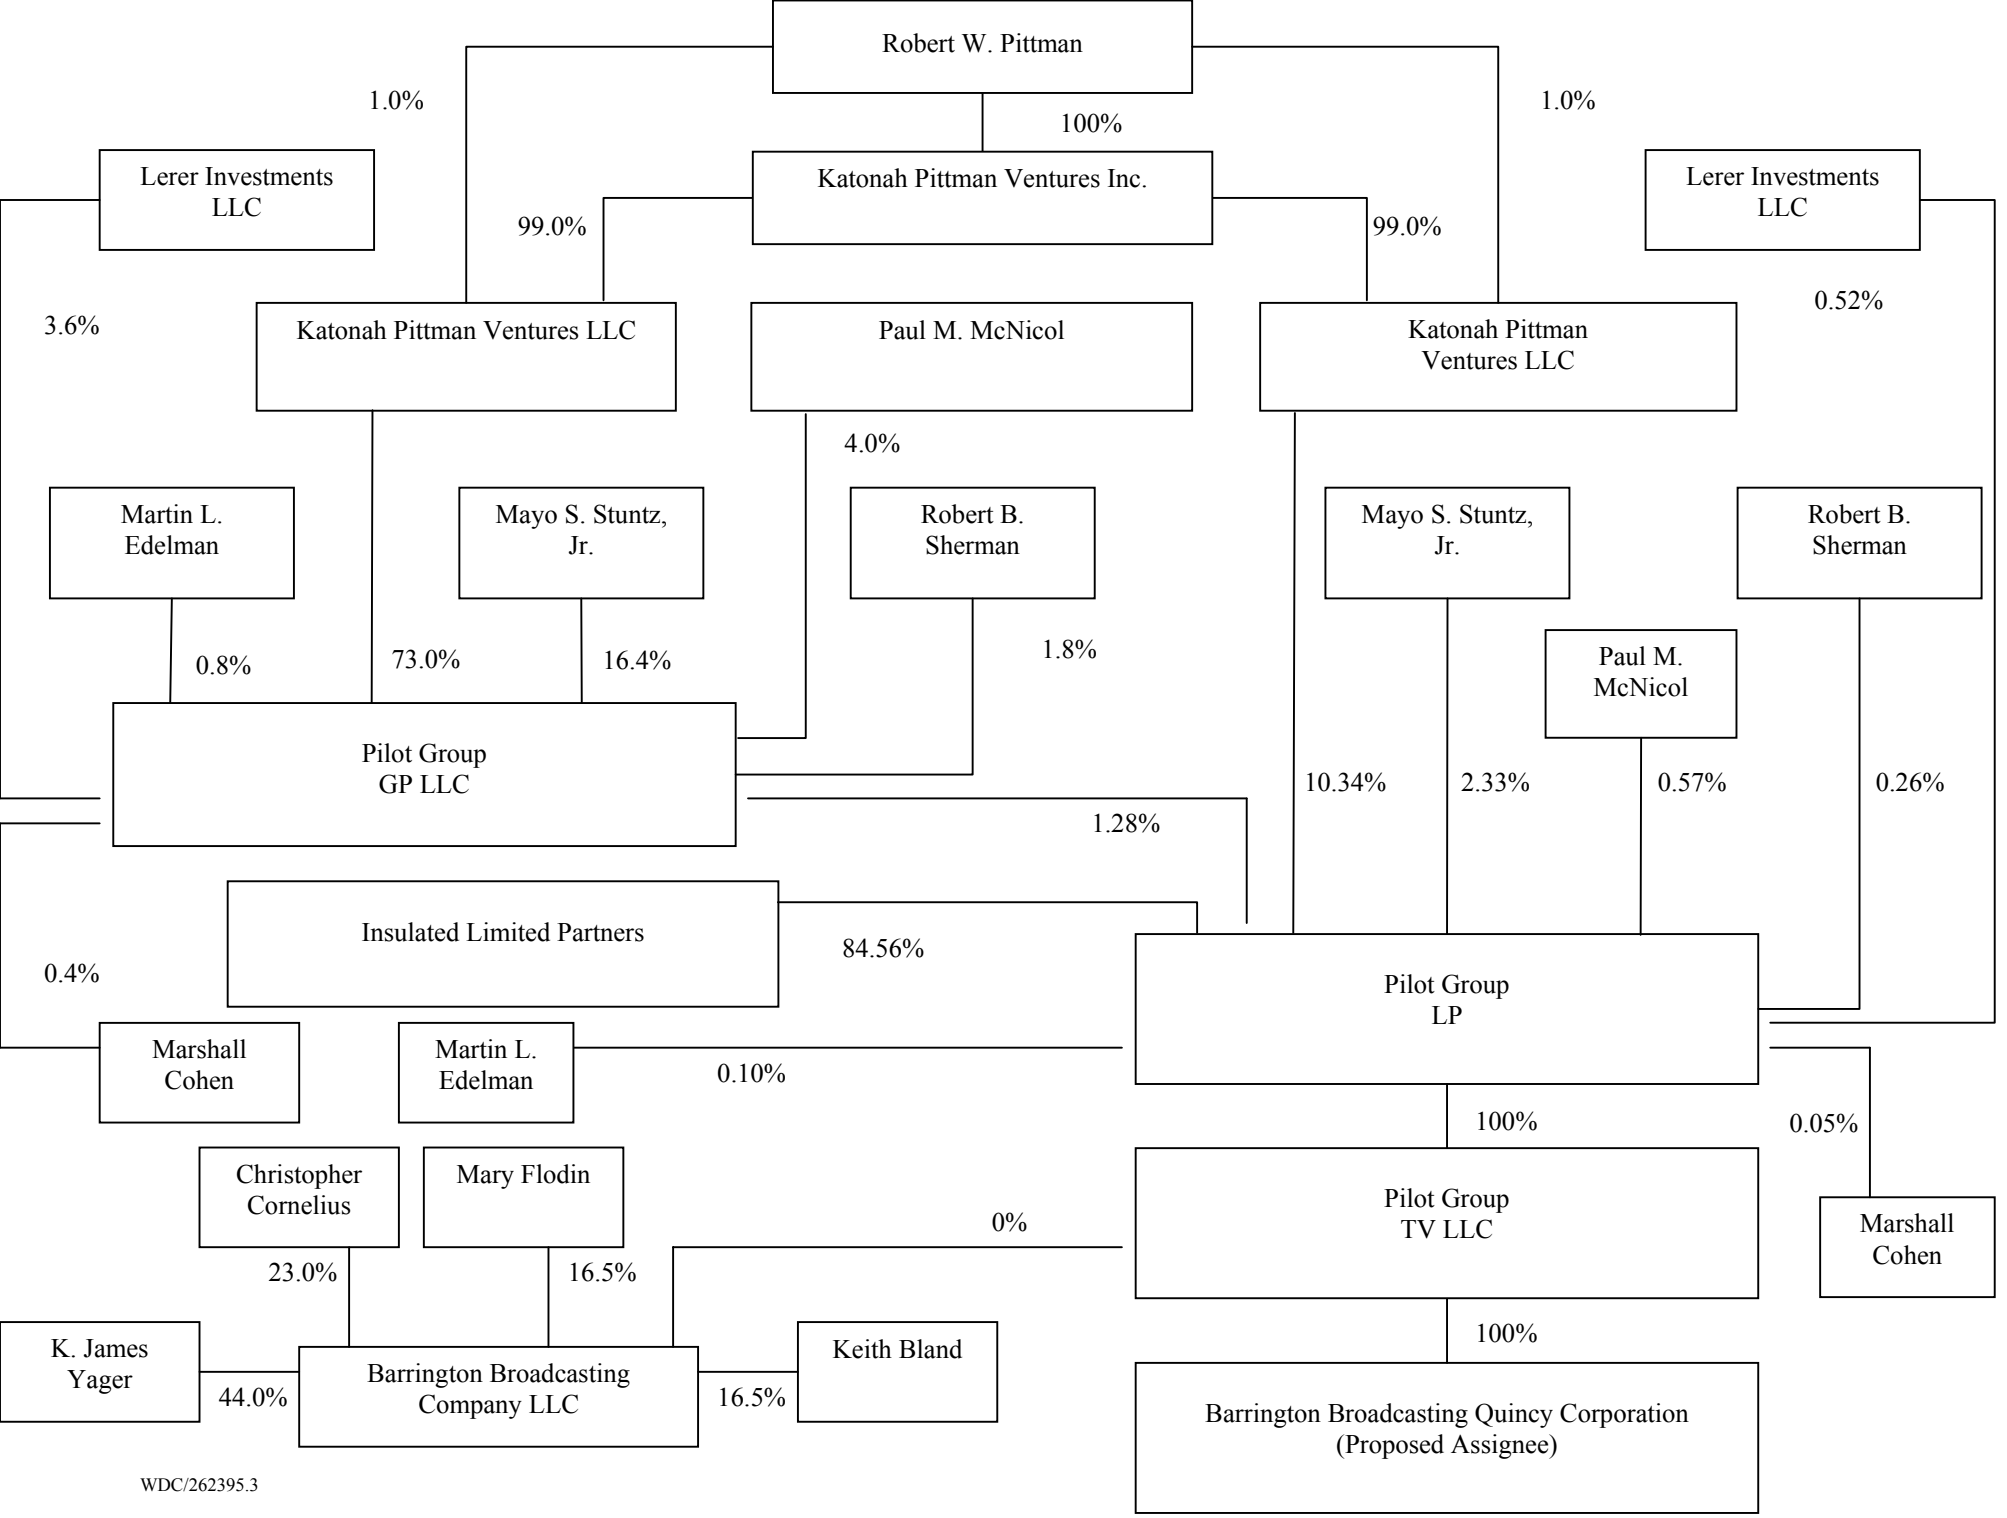 Robert W. Pittman
1.0%
1.0%
100%
Lerer Investments
LLC
Katonah Pittman Ventures Inc.
Lerer Investments
LLC
99.0%
99.0%
3.6%
Katonah Pittman Ventures LLC
Paul M. McNicol
Katonah Pittman
Ventures LLC
0.52%
4.0%
Martin L.
Edelman
Mayo S. Stuntz,
Jr.
Robert B.
Sherman
Mayo S. Stuntz,
Jr.
Robert B.
Sherman
0.8%
73.0%
16.4%
1.8%
Paul M.
McNicol
Pilot Group
GP LLC
10.34%
2.33%
0.57%
0.26%
1.28%
Insulated Limited Partners
84.56%
0.4%
Pilot Group
LP
Marshall
Cohen
Martin L.
Edelman
0.10%
100%
0.05%
Christopher
Cornelius
Mary Flodin
Pilot Group
TV LLC
0%
Marshall
Cohen
23.0%
16.5%
100%
K. James
Yager
44.0%
Barrington Broadcasting
Company LLC
16.5%
Keith Bland
Barrington Broadcasting Quincy Corporation
(Proposed Assignee)
WDC/262395.3